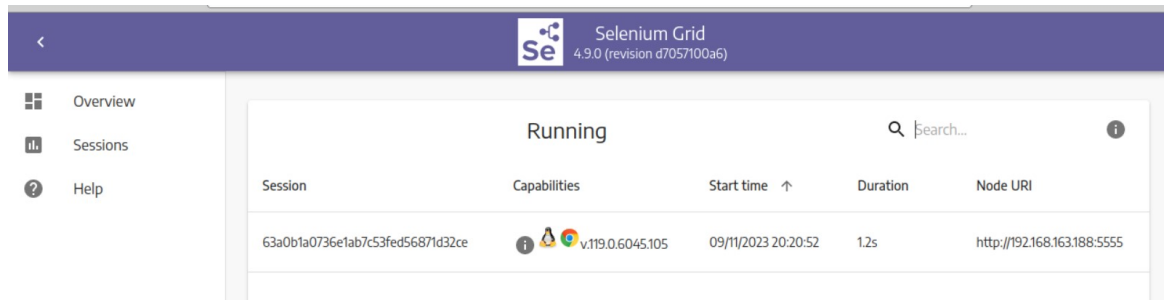 Se
Selenium Grid
4.9.0 (revision d7057100a6)
Overview
Sessions
Help
Running
Search...
Session Capabilities Start time Duration Node URI
63a0b1a0736e1ab7c53fed56871d32ce v.119.0.6045.105 09/11/2023 20:20:52 1.2s http://192.168.163.188:5555